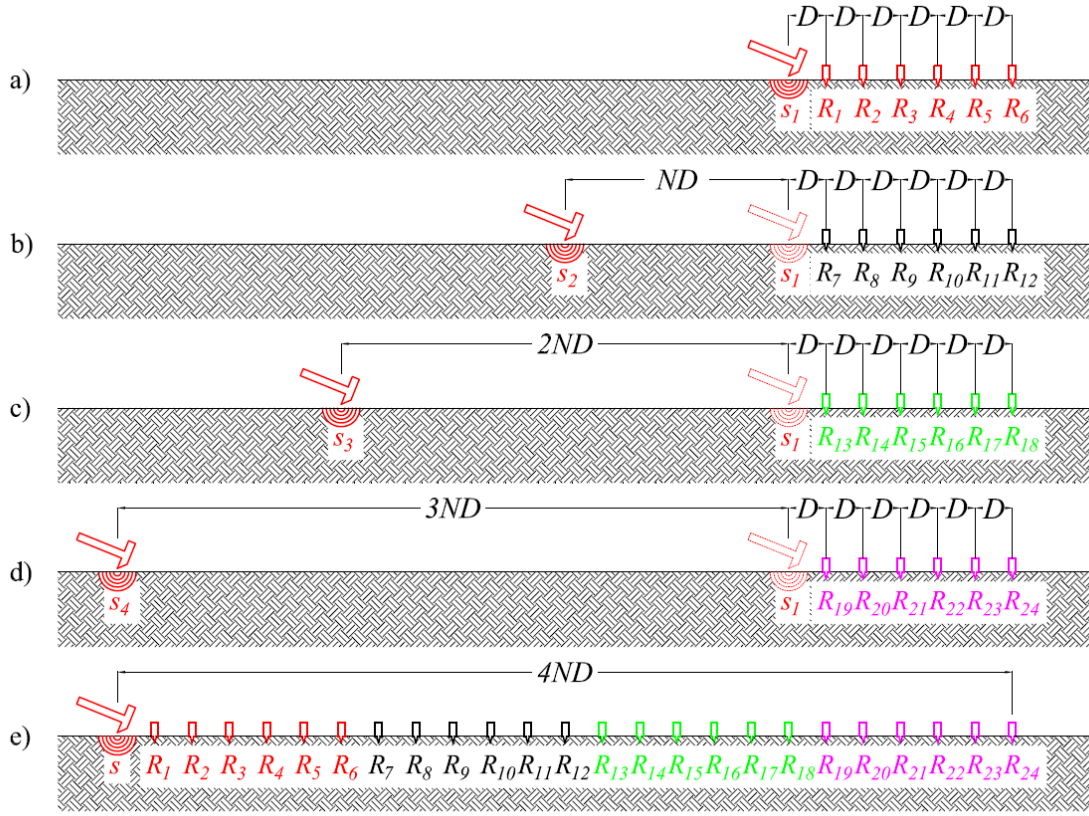 D D D D D D
a)
s1 R1 R2 R3 R4 R5 R6
ND D D D D D D
b)
s2 s1 R7 R8 R9 R10 R11 R12
2ND D D D D D D
c)
s3 s1 R13 R14 R15 R16 R17 R18
3ND D D D D D D
d)
s4 s1 R19 R20 R21 R22 R23 R24
4ND
e)
s R1 R2 R3 R4 R5 R6 R7 R8 R9 R10 R11 R12 R13 R14 R15 R16 R17 R18 R19 R20 R21 R22 R23 R24